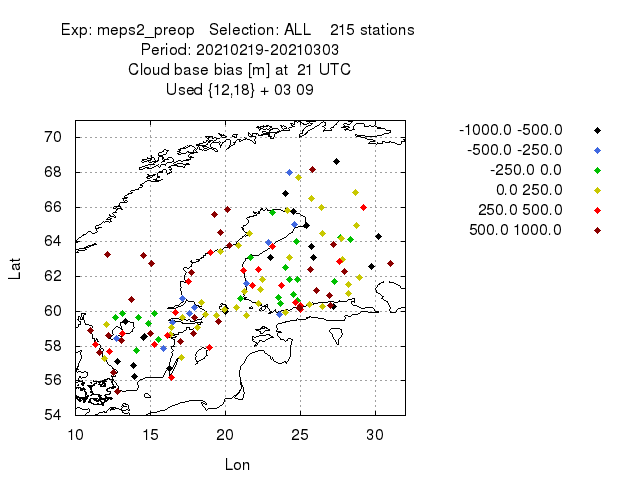 Exp: meps2_preop   Selection: ALL    215 stations
Period: 20210219-20210303
Cloud base bias [m] at  21 UTC
Used {12,18} + 03 09
-1000.0 -500.0
-500.0 -250.0
-250.0 0.0
0.0 250.0
250.0 500.0
500.0 1000.0
Lat
70
68
66
64
62
60
58
56
54
10 15 20 25 30
Lon